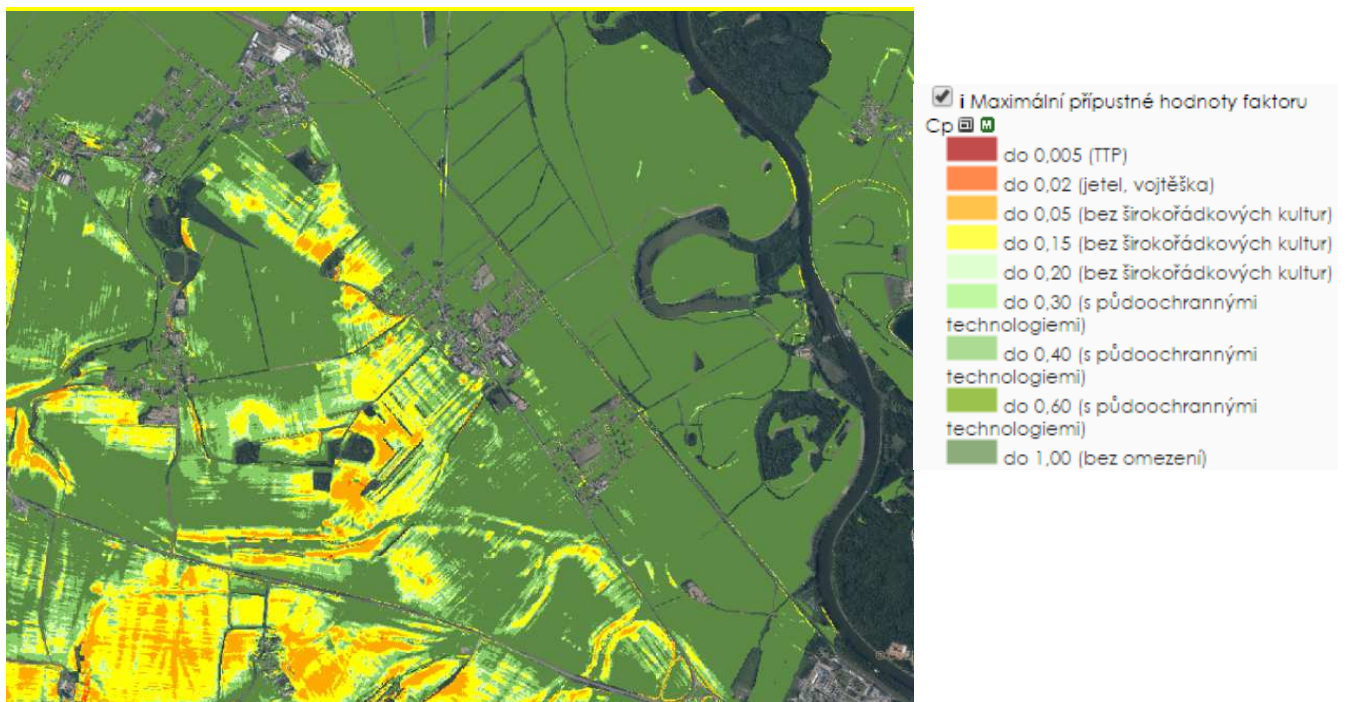 i Maximální přípustné hodnoty faktoru
Cp M
do 0,005 (TTP)
do 0,02 (jetel, vojtěška)
do 0,05 (bez širokořádkových kultur)
do 0,15 (bez širokořádkových kultur)
do 0,20 (bez širokořádkových kultur)
do 0,30 (s půdoochrannými
technologiemi)
do 0,40 (s půdoochrannými
technologiemi)
do 0,60 (s půdoochrannými
technologiemi)
do 1,00 (bez omezení)